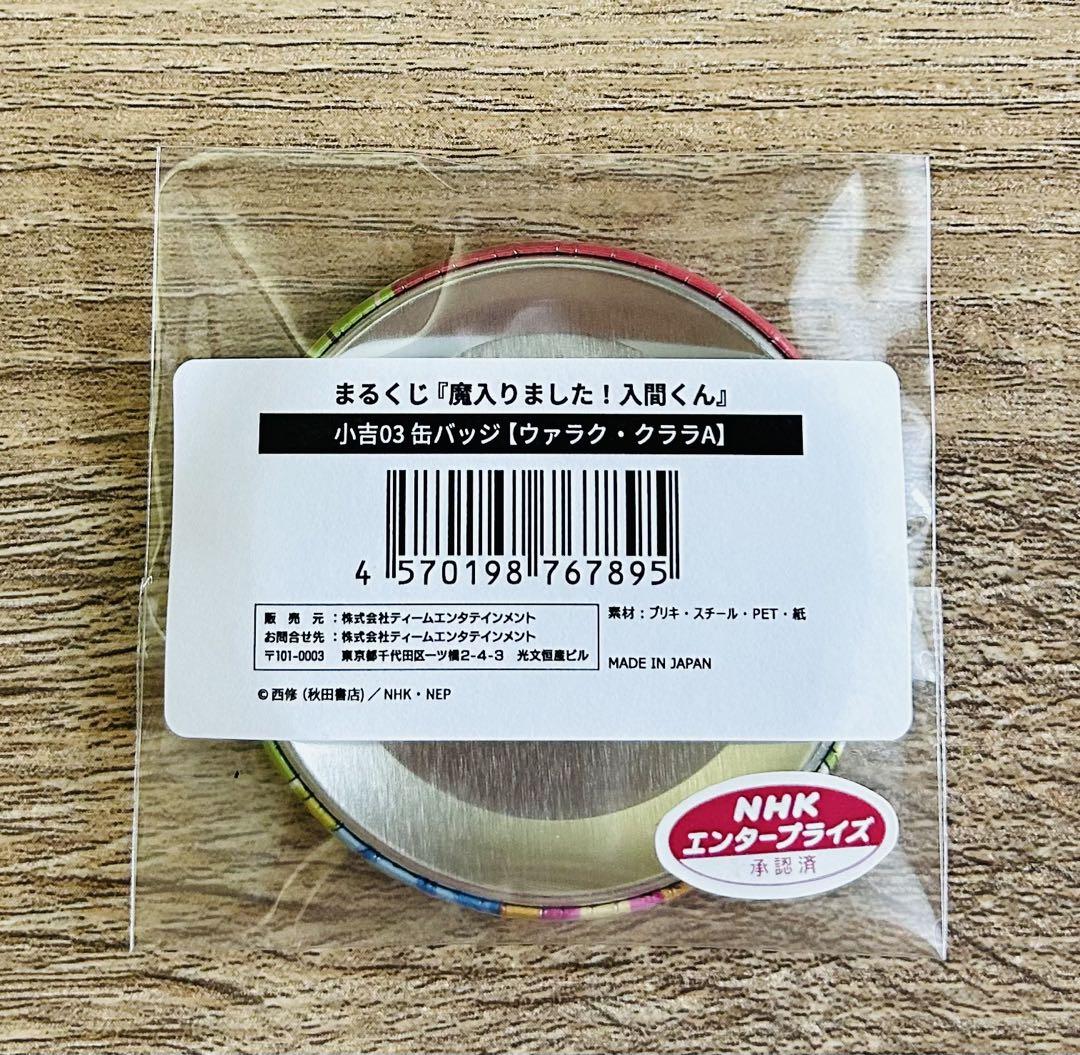 まるくじ『魔入りました！入間くん』
小吉03 缶バッジ【ウァラク・クララA】
4 570198 767895
販 売 元 ：株式会社ティームエンタテインメント
お問合せ先 ：株式会社ティームエンタテインメント
〒101-0003 東京都千代田区一ツ橋2-4-3 光文恒産ビル
素材：ブリキ・スチール・PET・紙
MADE IN JAPAN
© 西修（秋田書店）／NHK・NEP
NHK
エンタープライズ
承認済